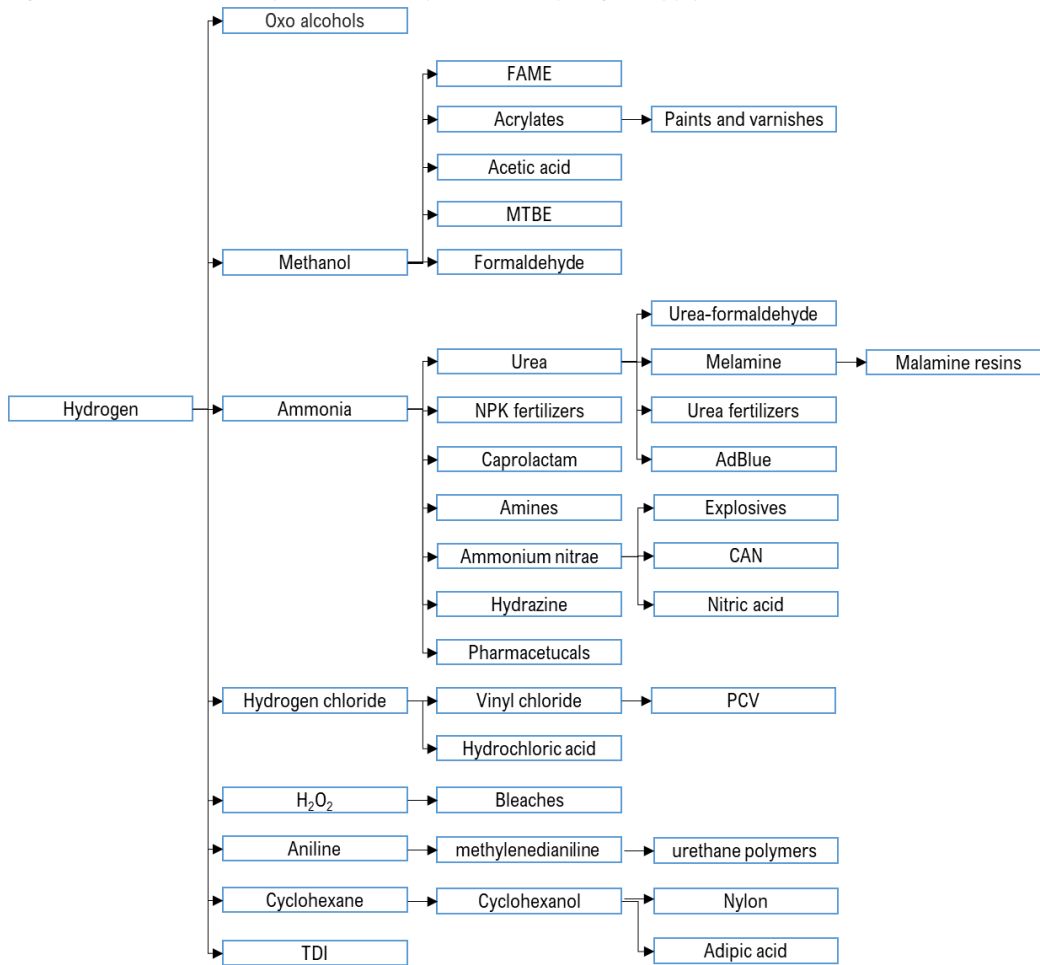 Oxo alcohols
FAME
Acrylates
Paints and varnishes
Acetic acid
MTBE
Methanol
Formaldehyde
Urea-formaldehyde
Urea
Melamine
Malamine resins
Hydrogen
Ammonia
NPK fertilizers
Urea fertilizers
Caprolactam
AdBlue
Amines
Explosives
Ammonium nitrae
CAN
Hydrazine
Nitric acid
Pharmacetucals
Hydrogen chloride
Vinyl chloride
PCV
Hydrochloric acid
H₂O₂
Bleaches
Aniline
methylenedianiline
urethane polymers
Cyclohexane
Cyclohexanol
Nylon
TDI
Adipic acid